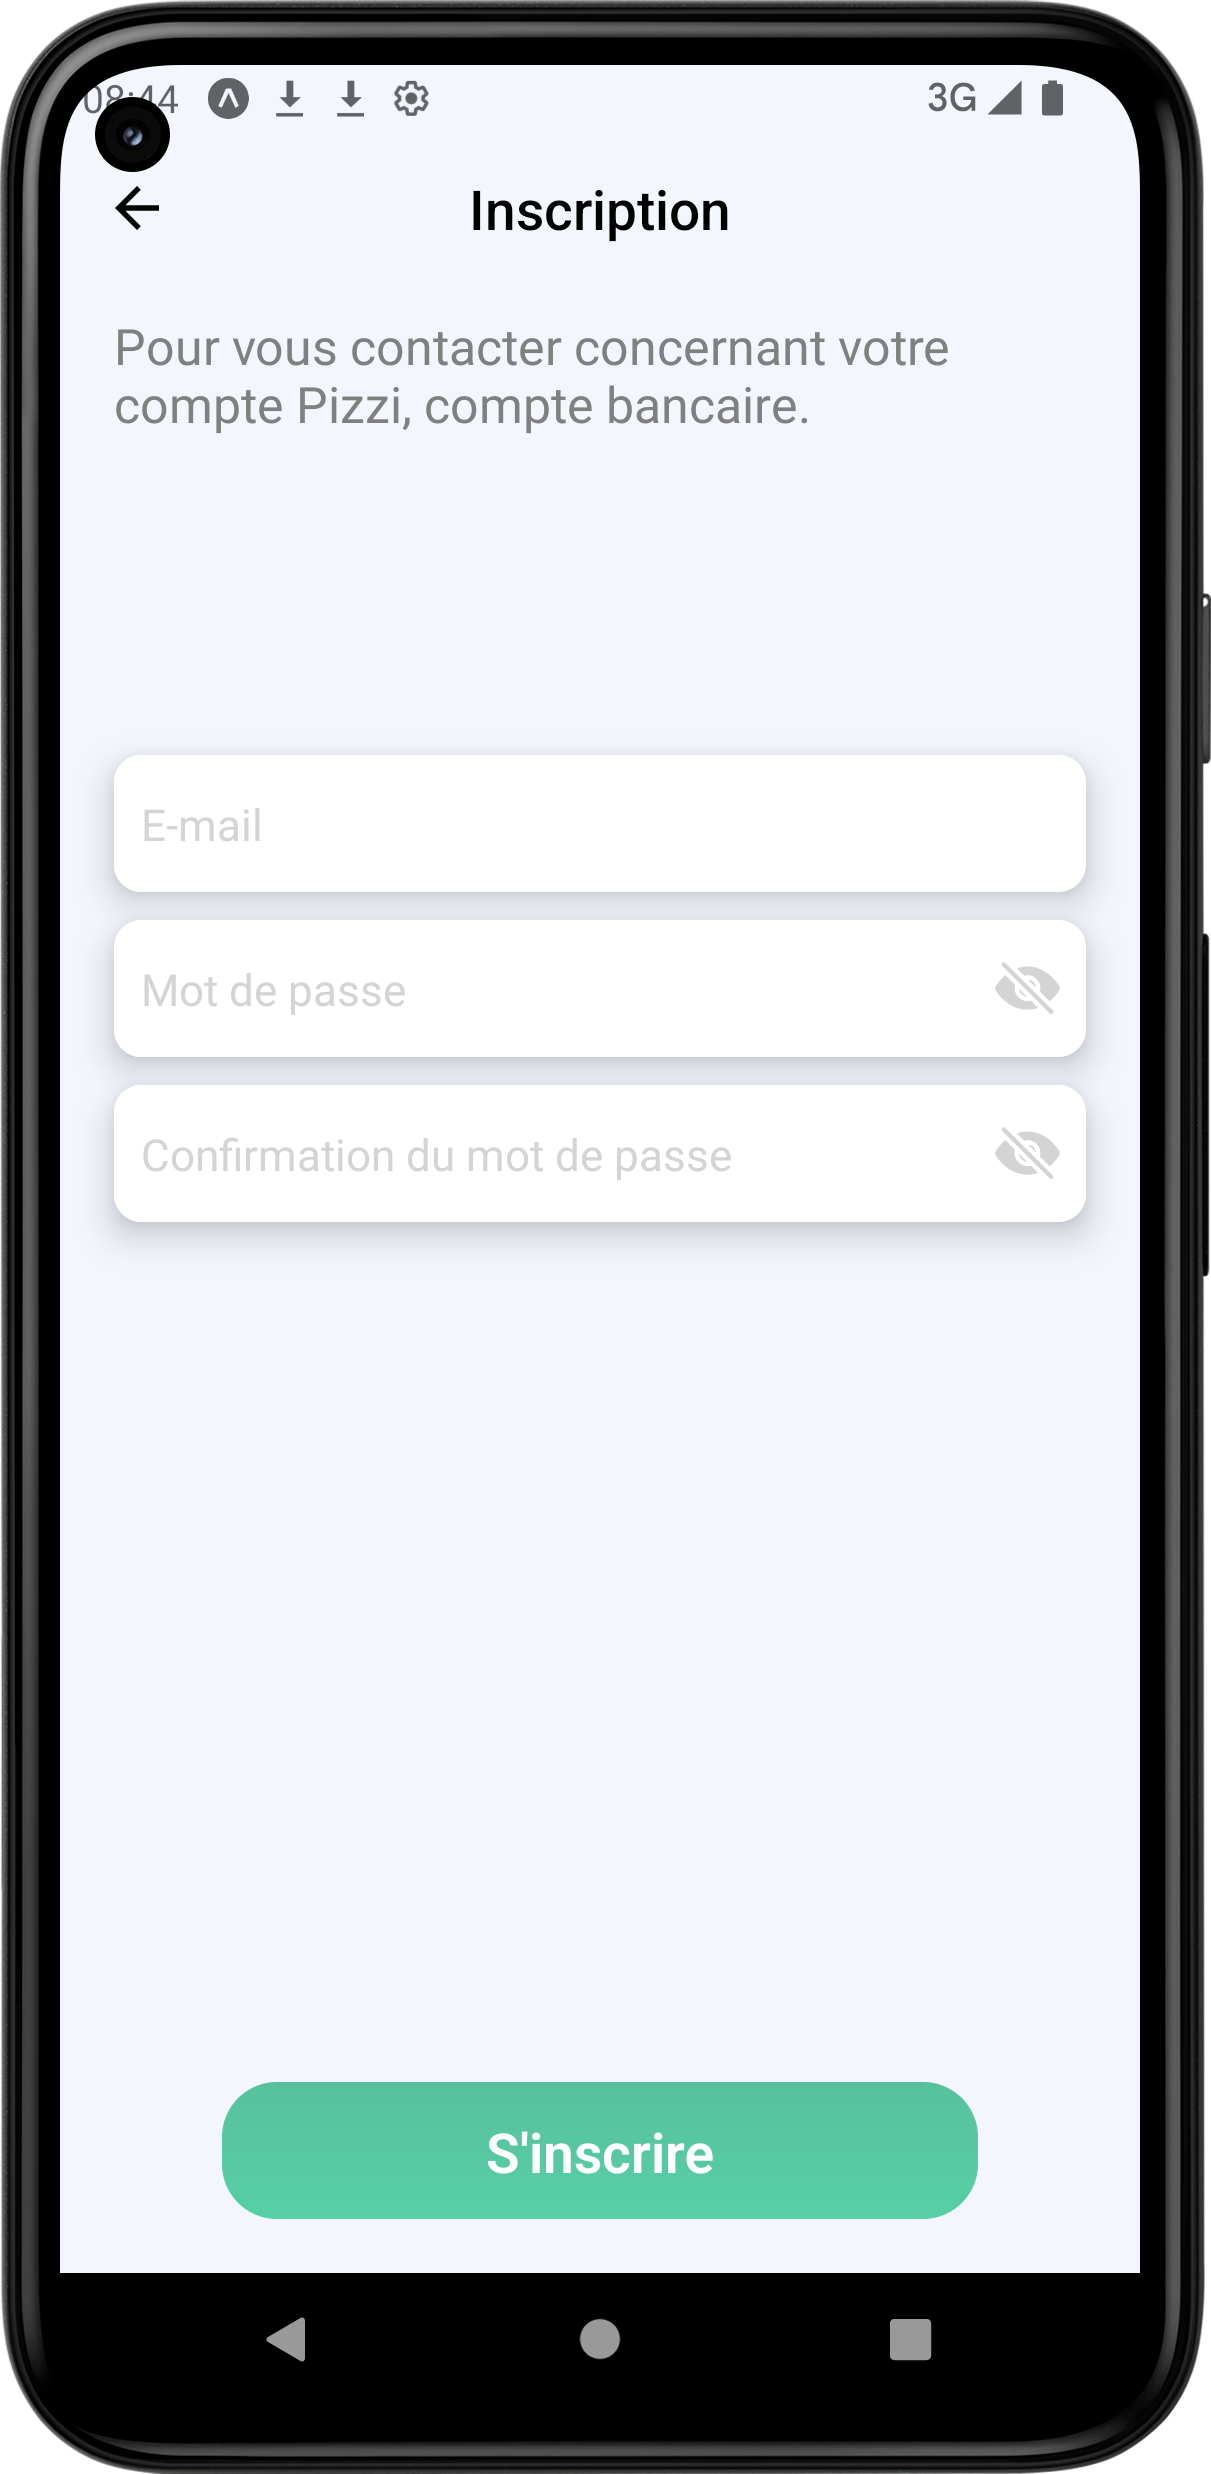 08:44
3G
Inscription
Pour vous contacter concernant votre
compte Pizzi, compte bancaire.
E-mail
Mot de passe
Confirmation du mot de passe
S'inscrire